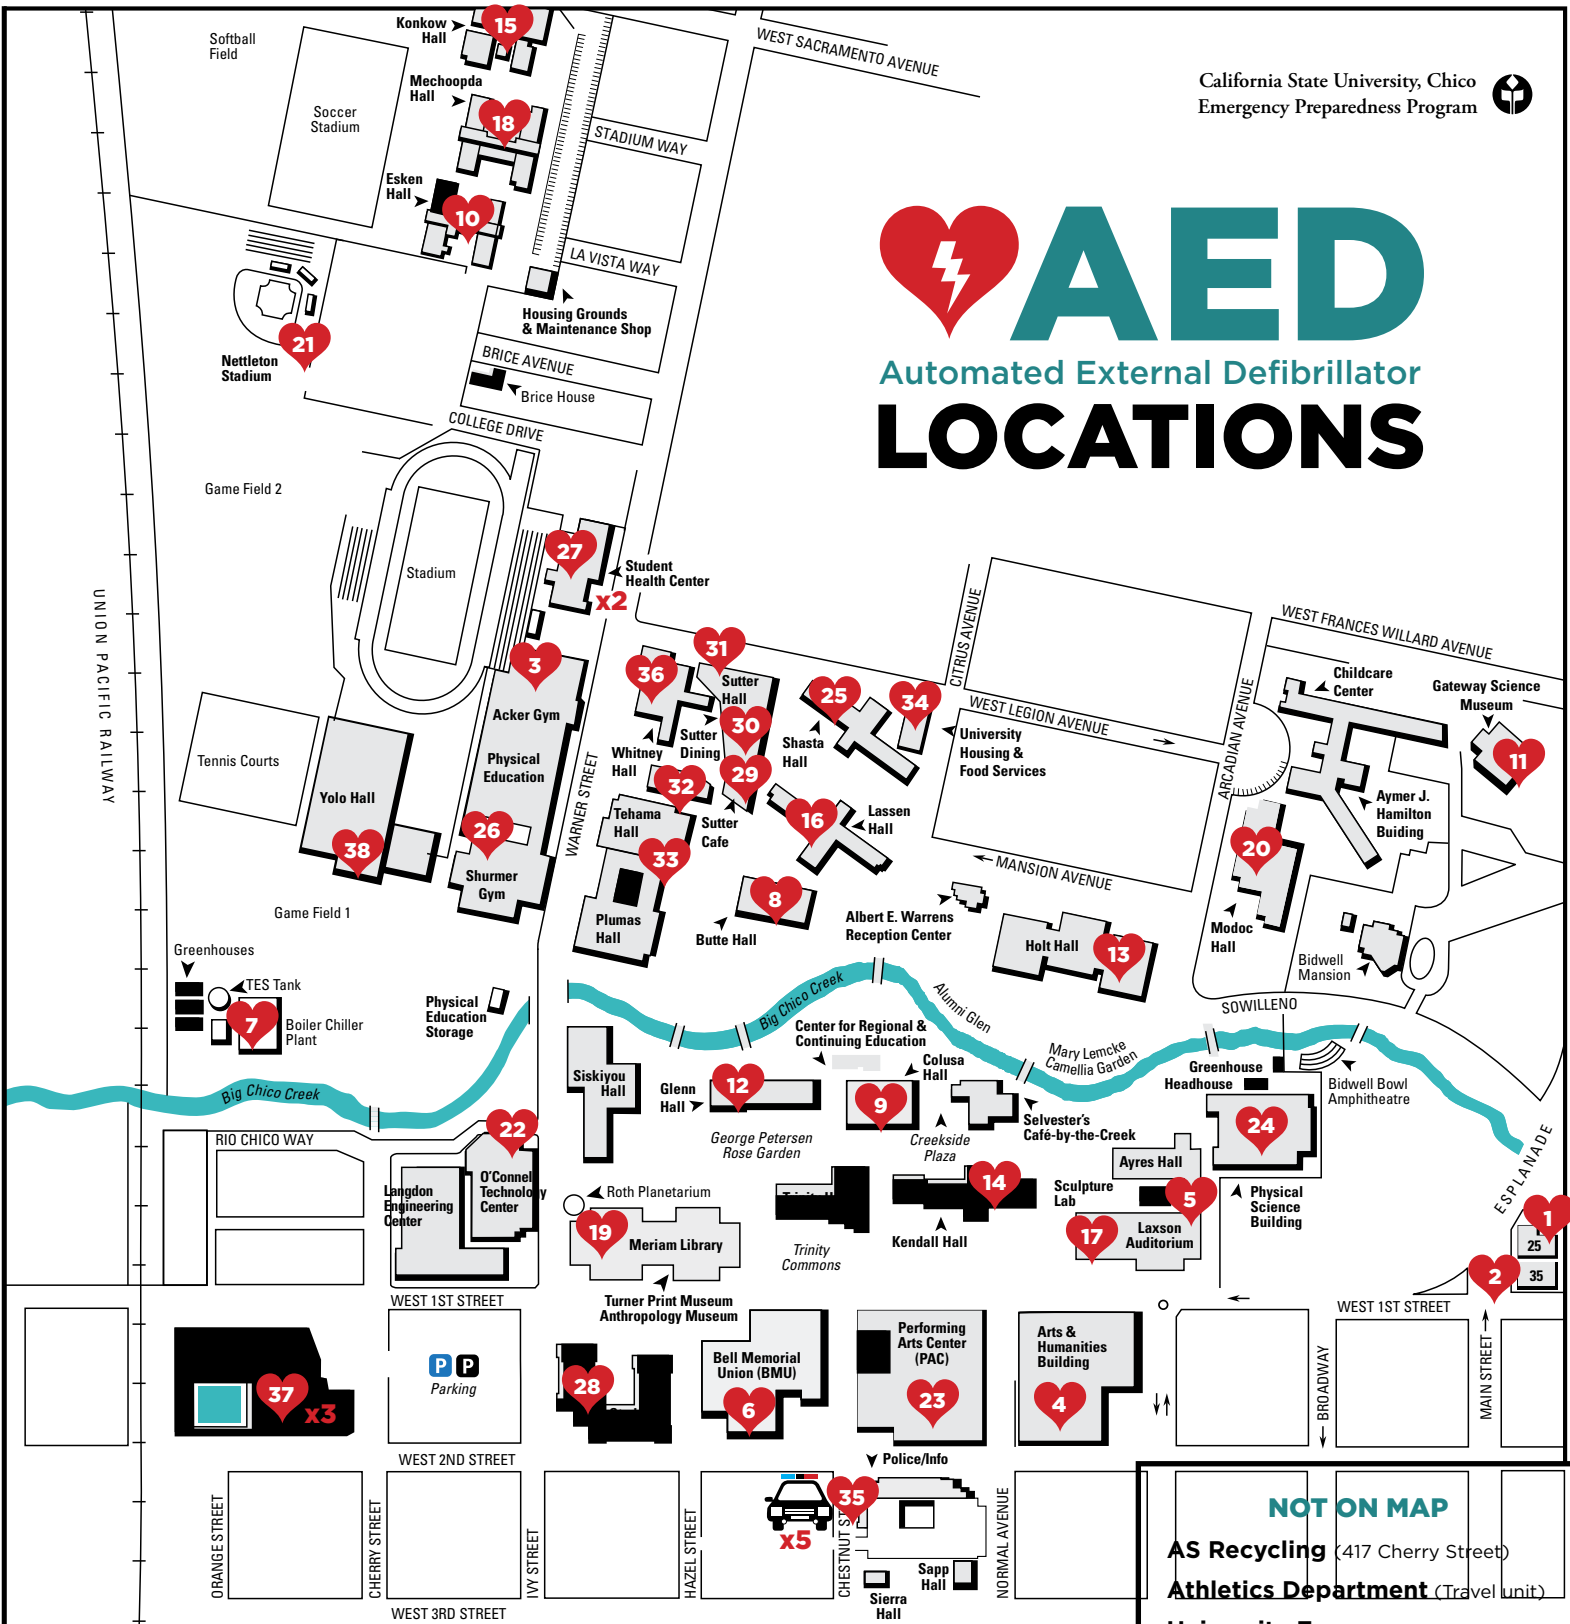 California State University, Chico
Emergency Preparedness Program
AED
Automated External Defibrillator
LOCATIONS
Konkow
Hall
15
WEST SACRAMENTO AVENUE
Softball
Field
Mechoopda
Hall
18
Soccer
Stadium
STADIUM WAY
Esken
Hall
10
LA VISTA WAY
Housing Grounds
& Maintenance Shop
21
Nettleton
Stadium
BRICE AVENUE
Brice House
COLLEGE DRIVE
Game Field 2
Stadium
27
Student
Health Center
x2
UNION PACIFIC RAILWAY
CITRUS AVENUE
WEST FRANCES WILLARD AVENUE
3
Acker Gym
Physical
Education
36
31
Sutter
Hall
30
Sutter
Dining
Whitney
Hall
25
Shasta
Hall
34
University
Housing &
Food Services
WEST LEGION AVENUE
ARCADIAN AVENUE
Childcare
Center
Gateway Science
Museum
11
Tennis Courts
Yolo Hall
38
26
Shurmer
Gym
WARNER STREET
32
29
Sutter
Cafe
Tehama
Hall
33
Plumas
Hall
16
Lassen
Hall
8
Butte Hall
Aymer J.
Hamilton
Buiding
20
Modoc
Hall
MANSION AVENUE
Albert E. Warrens
Reception Center
Holt Hall
13
Bidwell
Mansion
Game Field 1
Greenhouses
TES Tank
7
Boiler Chiller
Plant
Physical
Education
Storage
Big Chico Creek
Alumni Glen
SOWILLENO
Center for Regional &
Continuing Education
Mary Lemcke
Camellia Garden
Greenhouse
Headhouse
Bidwell Bowl
Amphitheatre
Big Chico Creek
Siskiyou
Hall
Glenn
Hall
12
Colusa
Hall
9
Selvester's
Café-by-the-Creek
24
Physical
Science
Building
George Petersen
Rose Garden
Creekside
Plaza
RIO CHICO WAY
22
O'Connell
Technology
Center
Langdon
Engineering
Center
Roth Planetarium
19
Meriam Library
Turner Print Museum
Anthropology Museum
Trinity
Commons
14
Kendall Hall
Ayres Hall
Sculpture
Lab
5
17
Laxson
Auditorium
ESPLANADE
1
25
2
35
WEST 1ST STREET
WEST 1ST STREET
P P
Parking
37
x3
28
Bell Memorial
Union (BMU)
6
Performing
Arts Center
(PAC)
23
Arts &
Humanities
Building
4
BROADWAY
MAIN STREET
WEST 2ND STREET
Police/Info
35
x5
ORANGE STREET
CHERRY STREET
IVY STREET
HAZEL STREET
CHESTNUT ST
NORMAL AVENUE
Sapp
Hall
Sierra
Hall
WEST 3RD STREET
NOT ON MAP
AS Recycling (417 Cherry Street)
Athletics Department (Travel unit)